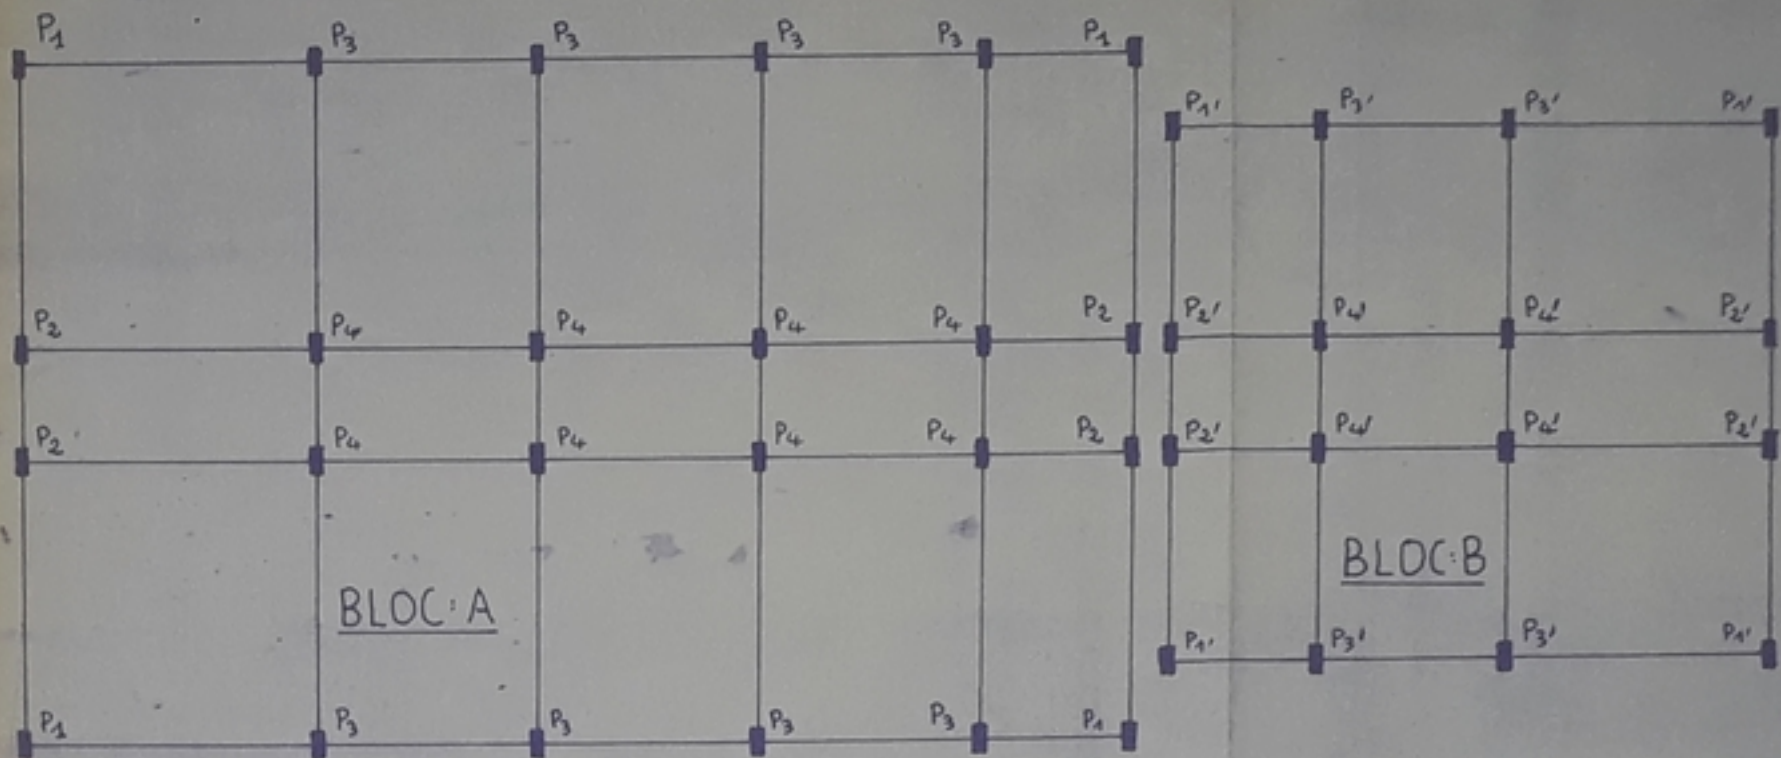 P₁ P₃ P₃ P₃ P₃ P₁
P₁' P₃' P₃' P₁'
P₂ P₄ P₄ P₄ P₄ P₂
P₂' P₄' P₄' P₂'
P₂ P₄ P₄ P₄ P₄ P₂
P₂' P₄' P₄' P₂'
BLOC:B
BLOC:A
P₁' P₃' P₃' P₁'
P₁ P₃ P₃ P₃ P₃ P₁